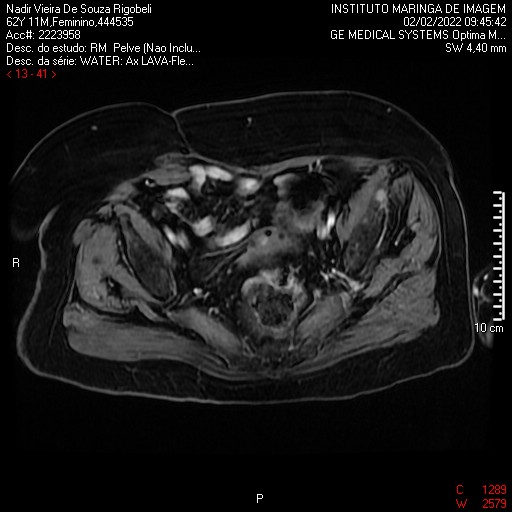 Nadir Vieira De Souza Rigobeli
62Y 11M,Feminino,444535
Acc#: 2223958
Desc. do estudo: RM Pelve (Nao Inclu...
Desc. da série: WATER: Ax LAVA-Fle...
< 13 - 41 >
INSTITUTO MARINGA DE IMAGEM
02/02/2022 09:45:42
GE MEDICAL SYSTEMS Optima M...
SW 4,40 mm
R
10 cm
P
C 1289
W 2579